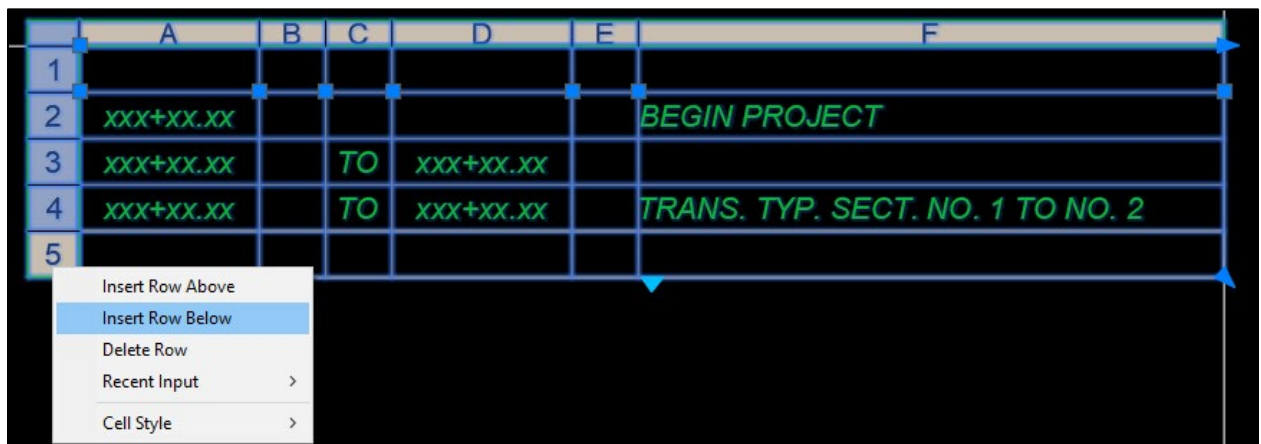 A B C D E F
1
2 xxx+xx.xx BEGIN PROJECT
3 xxx+xx.xx TO xxx+xx.xx
4 xxx+xx.xx TO xxx+xx.xx TRANS. TYP. SECT. NO. 1 TO NO. 2
5
Insert Row Above
Insert Row Below
Delete Row
Recent Input >
Cell Style >